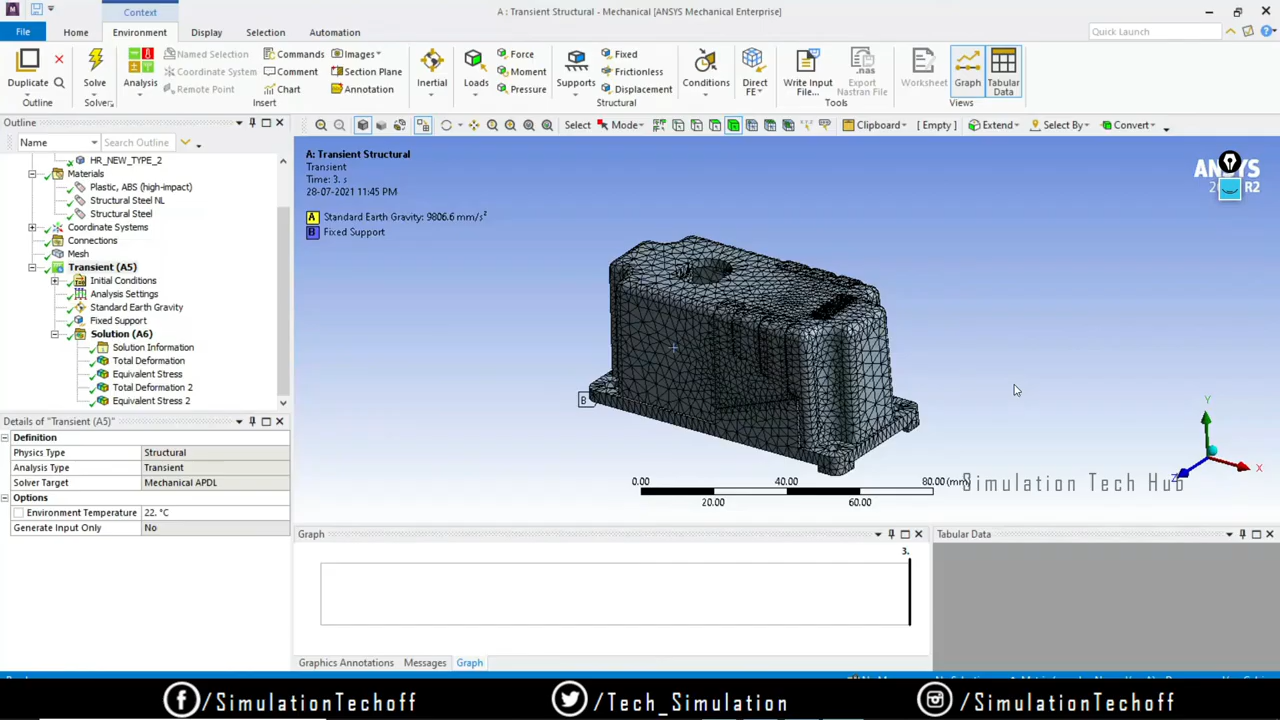 Context
A : Transient Structural - Mechanical [ANSYS Mechanical Enterprise]
File
Home
Environment
Display
Selection
Automation
Quick Launch
Duplicate
Outline
Solve
Solver
Analysis
Named Selection
Coordinate System
Remote Point
Commands
Comment
Chart
Images
Section Plane
Annotation
Insert
Inertial
Loads
Force
Moment
Pressure
Supports
Fixed
Frictionless
Displacement
Structural
Conditions
Direct
FE
Write Input
File...
Export
Nastran File
Tools
Worksheet
Graph
Tabular
Data
Views
Outline
Name
Search Outline
Select
Mode
Clipboard
[ Empty ]
Extend
Select By
Convert
HR_NEW_TYPE_2
Materials
Plastic, ABS (high-impact)
Structural Steel NL
Structural Steel
Coordinate Systems
Connections
Mesh
Transient (A5)
Initial Conditions
Analysis Settings
Standard Earth Gravity
Fixed Support
Solution (A6)
Solution Information
Total Deformation
Equivalent Stress
Total Deformation 2
Equivalent Stress 2
Details of "Transient (A5)"
Definition
Physics Type Structural
Analysis Type Transient
Solver Target Mechanical APDL
Options
Environment Temperature 22. °C
Generate Input Only No
A: Transient Structural
Transient
Time: 3. s
28-07-2021 11:45 PM
A Standard Earth Gravity: 9806.6 mm/s²
B Fixed Support
ANSYS
R2
B
0.00 40.00 80.00 (mm)
20.00 60.00
Y
X
Z
Simulation Tech Hub
Graph
3.
Tabular Data
Graphics Annotations
Messages
Graph
/SimulationTechoff
/Tech_Simulation
/SimulationTechoff